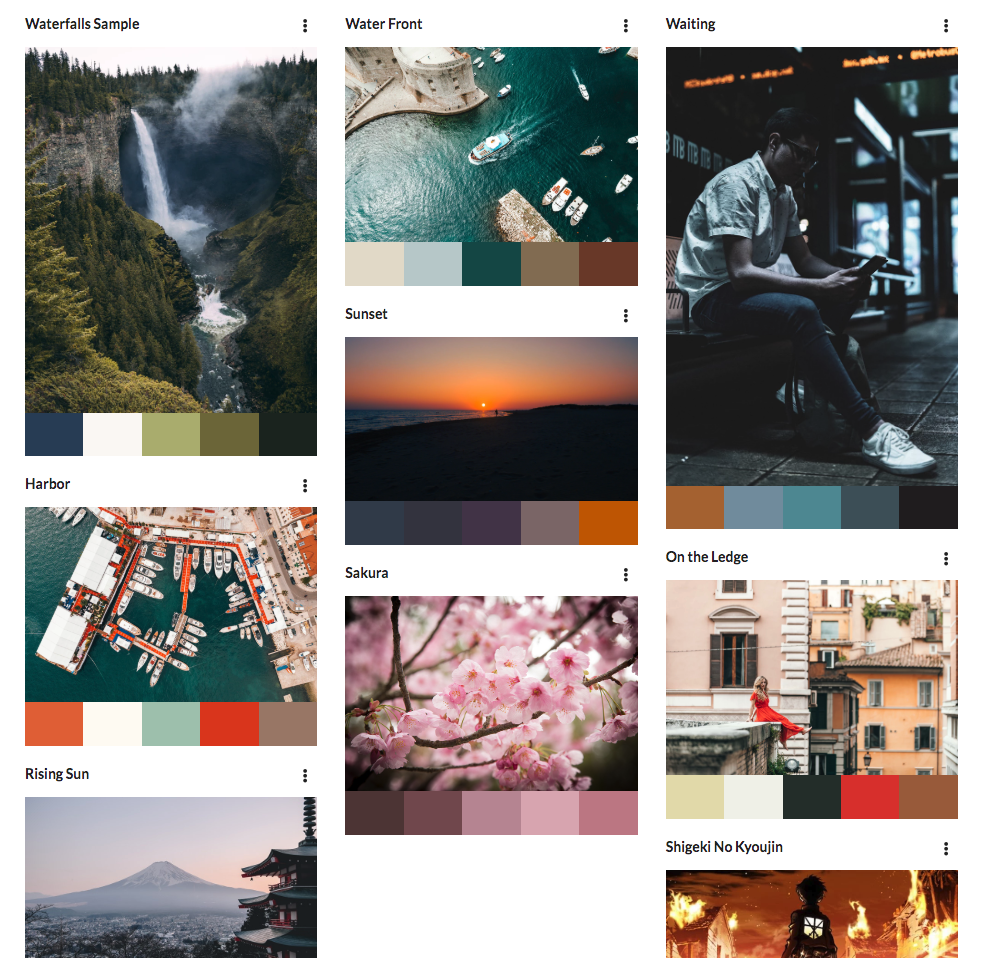 Waterfalls Sample
Harbor
Rising Sun
Water Front
Sunset
Sakura
Waiting
On the Ledge
Shigeki No Kyoujin